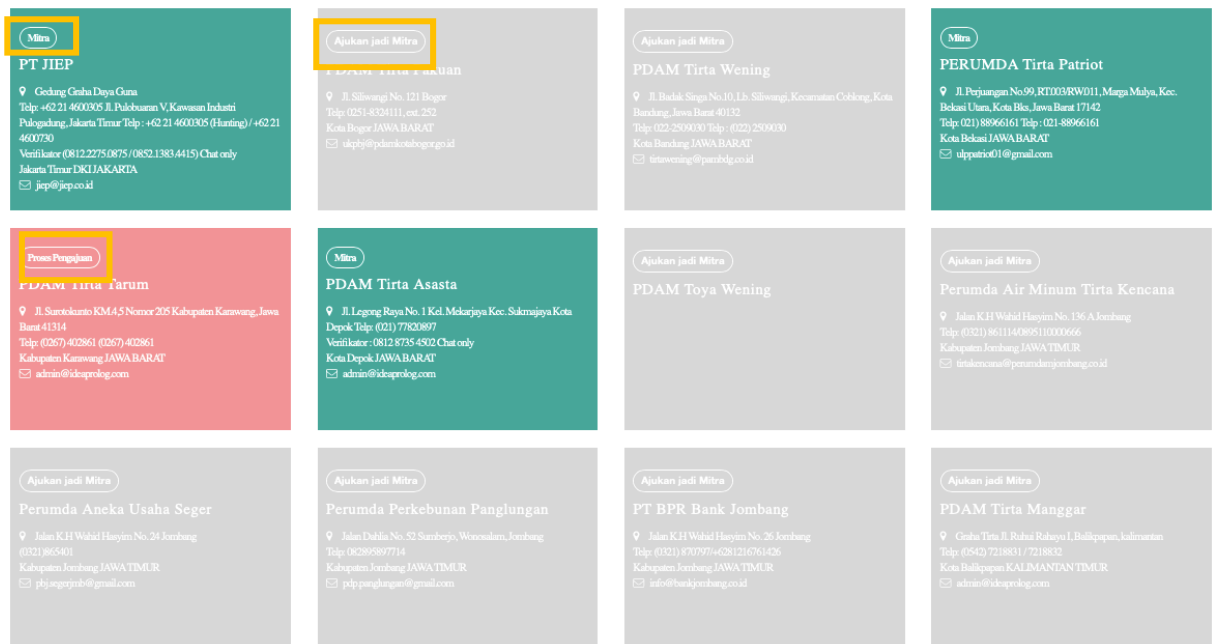 Mitra
PT JIEP
Gedung Graha Daya Guna
Telp: +62 21 4600305 Jl. Pulobuaran V, Kawasan Industri
Pulogadung, Jakarta Timur Telp : +62 21 4600305 (Hunting) / +62 21
4600730
Verifikator (0812.2275.0875 / 0852.1383.4415) Chat only
Jakarta Timur DKI JAKARTA
jiep@jiep.co.id
Ajukan jadi Mitra
PDAM Tirta Pakuan
Jl. Siliwangi No. 121 Bogor
Telp: 0251-8324111, ext. 252
Kota Bogor JAWA BARAT
ukpbj@pdamkotabogor.go.id
Ajukan jadi Mitra
PDAM Tirta Wening
Jl. Badak Singa No.10, Lb. Siliwangi, Kecamatan Coblong, Kota
Bandung, Jawa Barat 40132
Telp: 022-2509030 Telp : (022) 2509030
Kota Bandung JAWA BARAT
tirtawening@pambdg.co.id
Mitra
PERUMDA Tirta Patriot
Jl. Perjuangan No.99, RT.003/RW.011, Marga Mulya, Kec.
Bekasi Utara, Kota Bks, Jawa Barat 17142
Telp: 021) 88966161 Telp : 021-88966161
Kota Bekasi JAWA BARAT
ulppatriot01@gmail.com
Proses Pengajuan
PDAM Tirta Tarum
Jl. Surotokunto KM.4,5 Nomor 205 Kabupaten Karawang, Jawa
Barat 41314
Telp: (0267) 402861 (0267) 402861
Kabupaten Karawang JAWA BARAT
admin@ideaprolog.com
Mitra
PDAM Tirta Asasta
Jl. Legong Raya No. 1 Kel. Mekarjaya Kec. Sukmajaya Kota
Depok Telp: (021) 77820897
Verifikator : 0812 8735 4502 Chat only
Kota Depok JAWA BARAT
admin@ideaprolog.com
Ajukan jadi Mitra
PDAM Toya Wening
Ajukan jadi Mitra
Perumda Air Minum Tirta Kencana
Jalan K.H Wahid Hasyim No. 136 A Jombang
Telp: (0321) 861114/0895110000666
Kabupaten Jombang JAWA TIMUR
tirtakencana@perumdamjombang.co.id
Ajukan jadi Mitra
Perumda Aneka Usaha Seger
Jalan K.H Wahid Hasyim No. 24 Jombang
(0321)865401
Kabupaten Jombang JAWA TIMUR
pbj.segerjmb@gmail.com
Ajukan jadi Mitra
Perumda Perkebunan Panglungan
Jalan Dahlia No. 52 Sumberjo, Wonosalam, Jombang
Telp: 082895897714
Kabupaten Jombang JAWA TIMUR
pdp.panglungan@gmail.com
Ajukan jadi Mitra
PT BPR Bank Jombang
Jalan K.H Wahid Hasyim No. 26 Jombang
Telp: (0321) 870797/+6281216761426
Kabupaten Jombang JAWA TIMUR
info@bankjombang.co.id
Ajukan jadi Mitra
PDAM Tirta Manggar
Graha Tirta Jl. Ruhui Rahayu I, Balikpapan, kalimantan
Telp: (0542) 7218831 / 7218832
Kota Balikpapan KALIMANTAN TIMUR
admin@ideaprolog.com